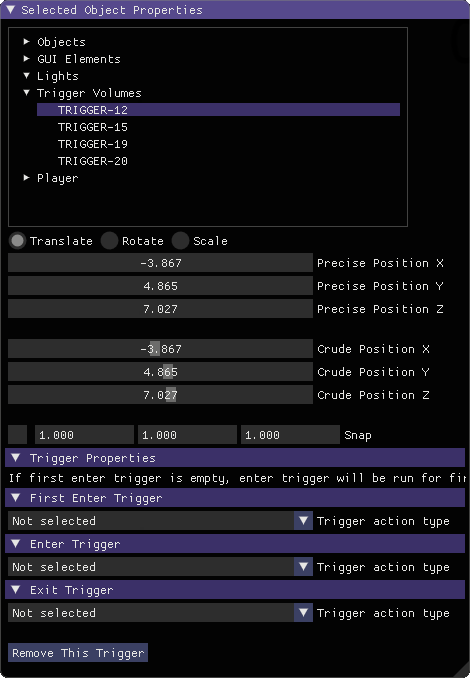 Selected Object Properties
Objects
GUI Elements
Lights
Trigger Volumes
TRIGGER-12
TRIGGER-15
TRIGGER-19
TRIGGER-20
Player
Translate Rotate Scale
-3.867 Precise Position X
4.865 Precise Position Y
7.027 Precise Position Z
-3.867 Crude Position X
4.865 Crude Position Y
7.027 Crude Position Z
1.000 1.000 1.000 Snap
Trigger Properties
If first enter trigger is empty, enter trigger will be run for
First Enter Trigger
Not selected Trigger action type
Enter Trigger
Not selected Trigger action type
Exit Trigger
Not selected Trigger action type
Remove This Trigger